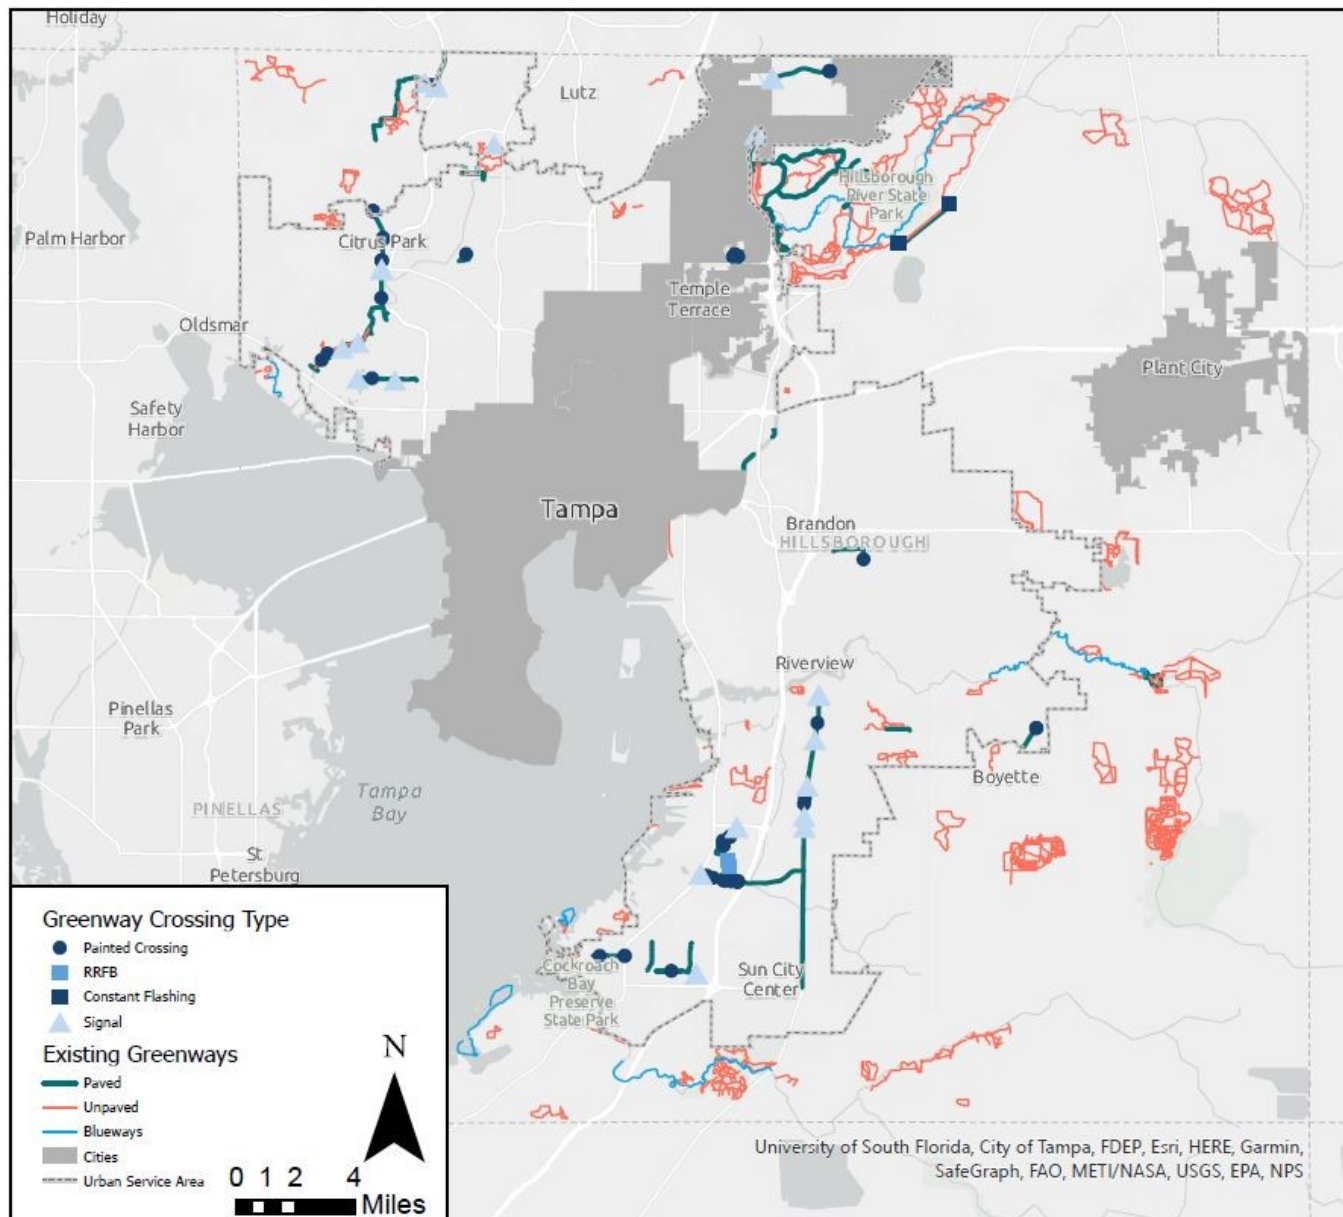 Holiday
Lutz
Hillsborough
River State
Park
Palm Harbor
Citrus Park
Temple
Terrace
Oldsmar
Plant City
Safety
Harbor
Tampa
Brandon
HILLSBOROUGH
Riverview
Pinellas
Park
Boyette
Tampa
Bay
PINELLAS
St
Petersburg
Cockroach
Bay
Preserve
State Park
Sun City
Center
Greenway Crossing Type
Painted Crossing
RRFB
Constant Flashing
Signal
Existing Greenways
Paved
Unpaved
Blueways
Cities
Urban Service Area
N
0 1 2 4
Miles
University of South Florida, City of Tampa, FDEP, Esri, HERE, Garmin,
SafeGraph, FAO, METI/NASA, USGS, EPA, NPS